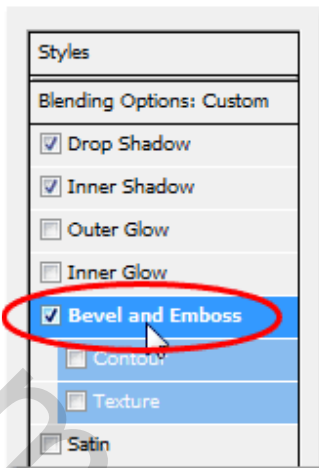 Styles
Blending Options: Custom
Drop Shadow
Inner Shadow
Outer Glow
Inner Glow
Bevel and Emboss
Contour
Texture
Satin